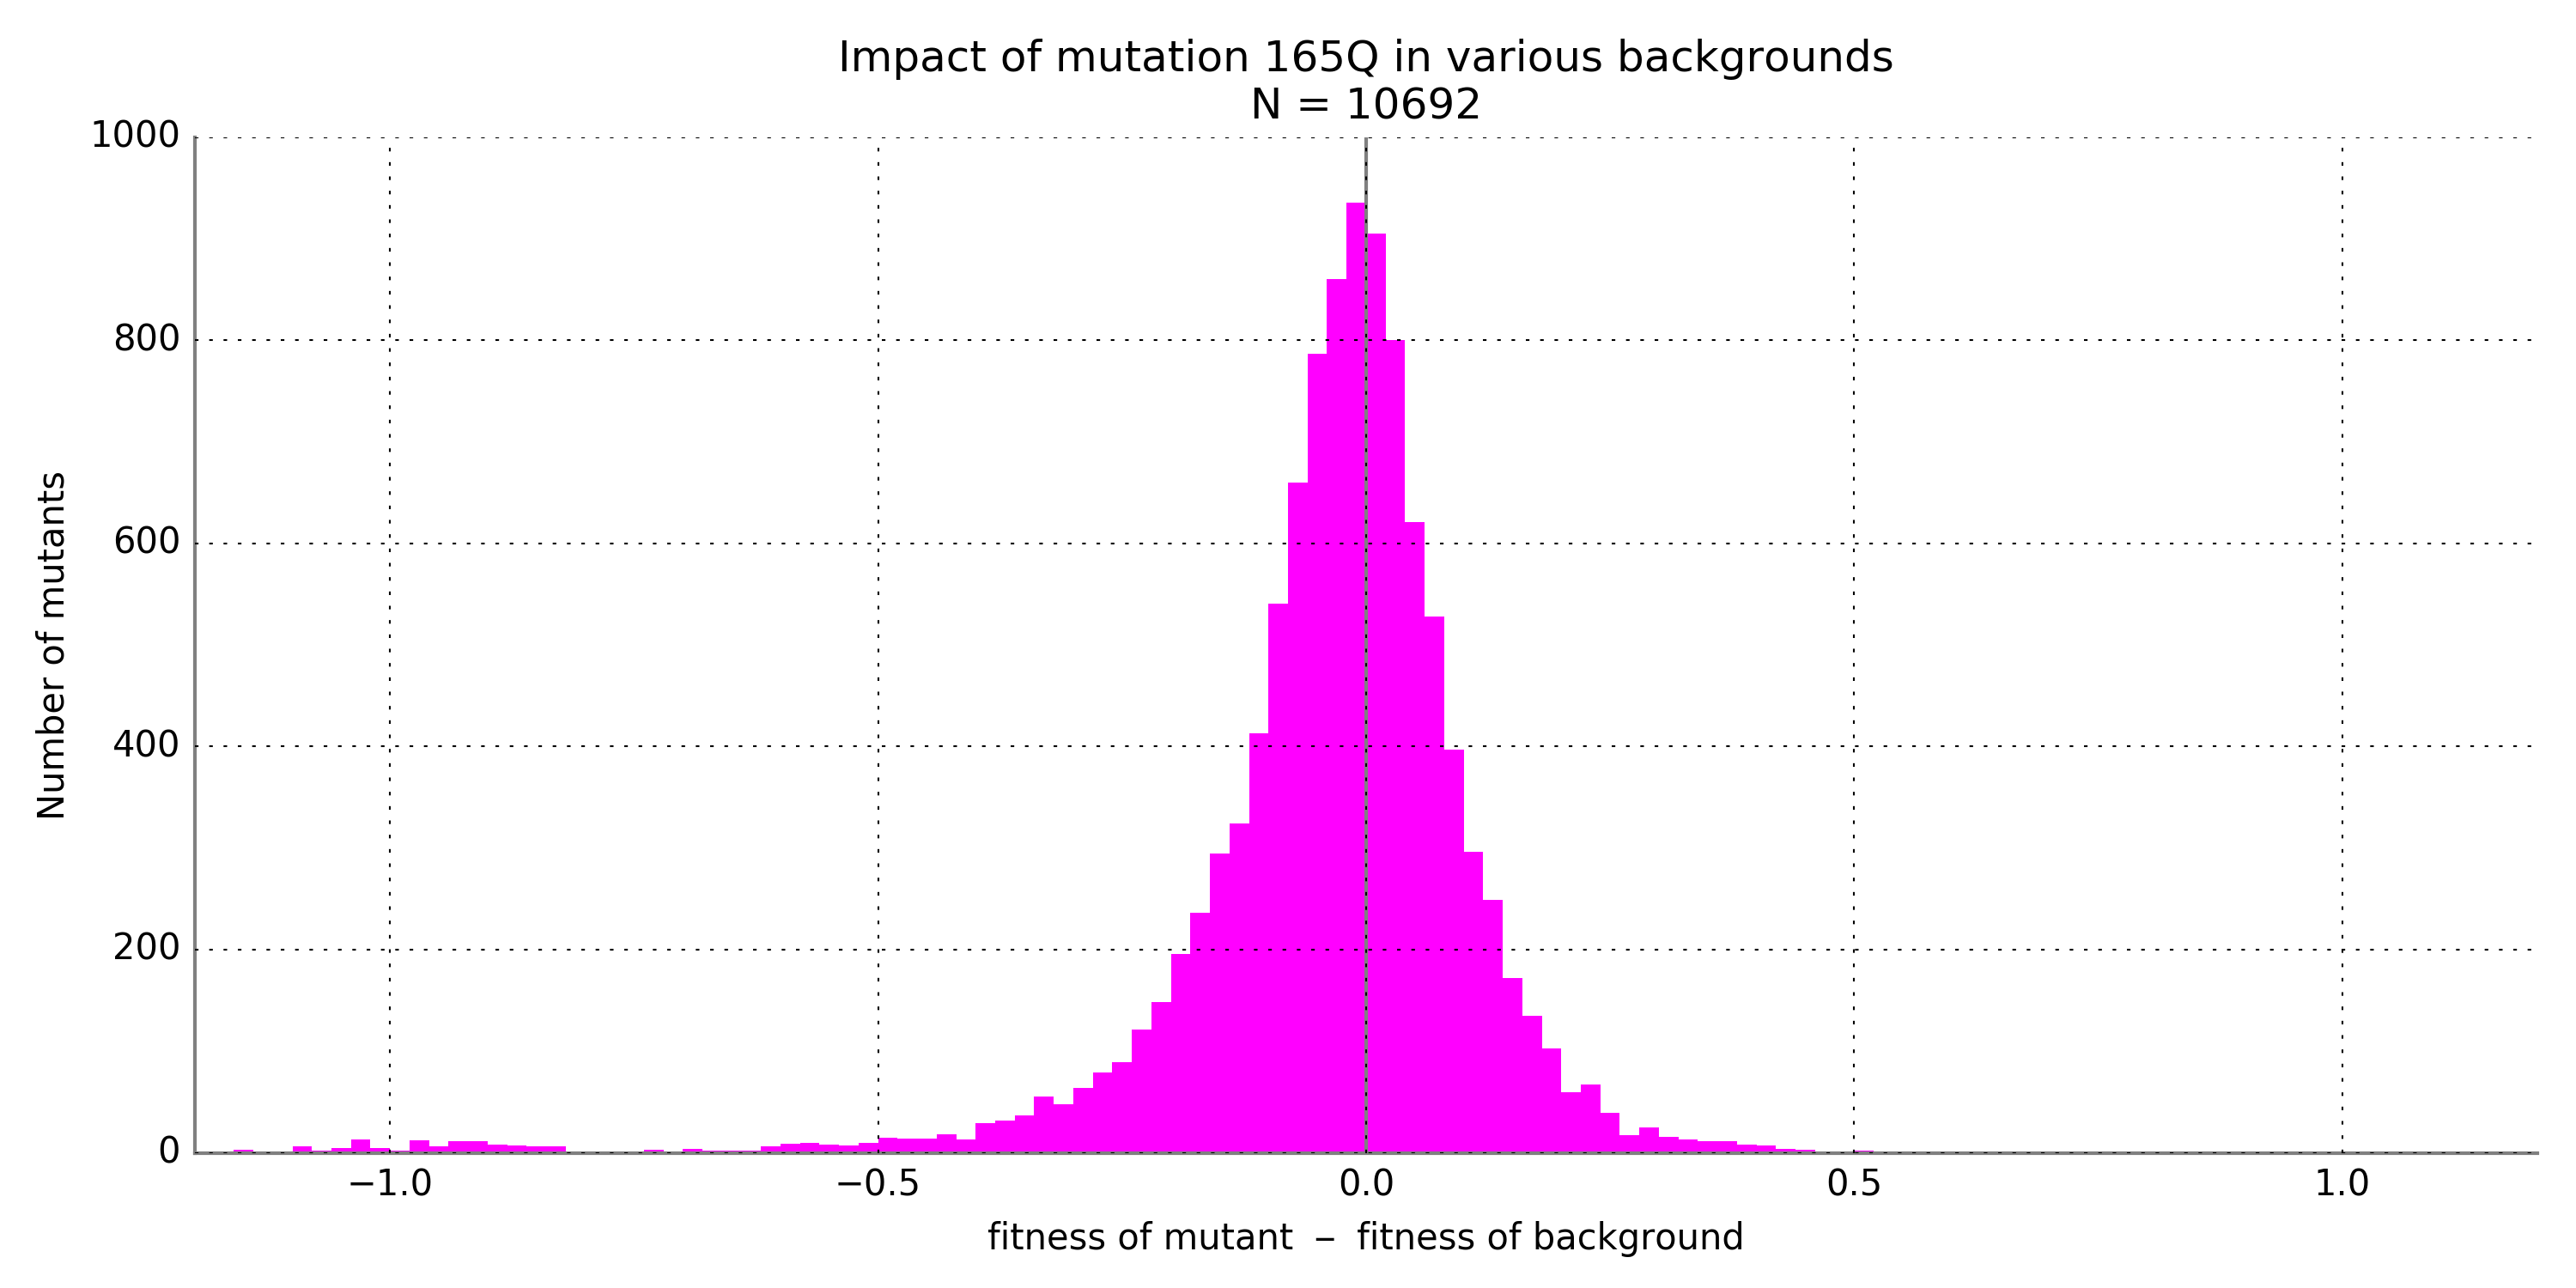 Impact of mutation 165Q in various backgrounds
N = 10692
1000
800
600
400
200
0
Number of mutants
−1.0
−0.5
0.0
0.5
1.0
fitness of mutant – fitness of background